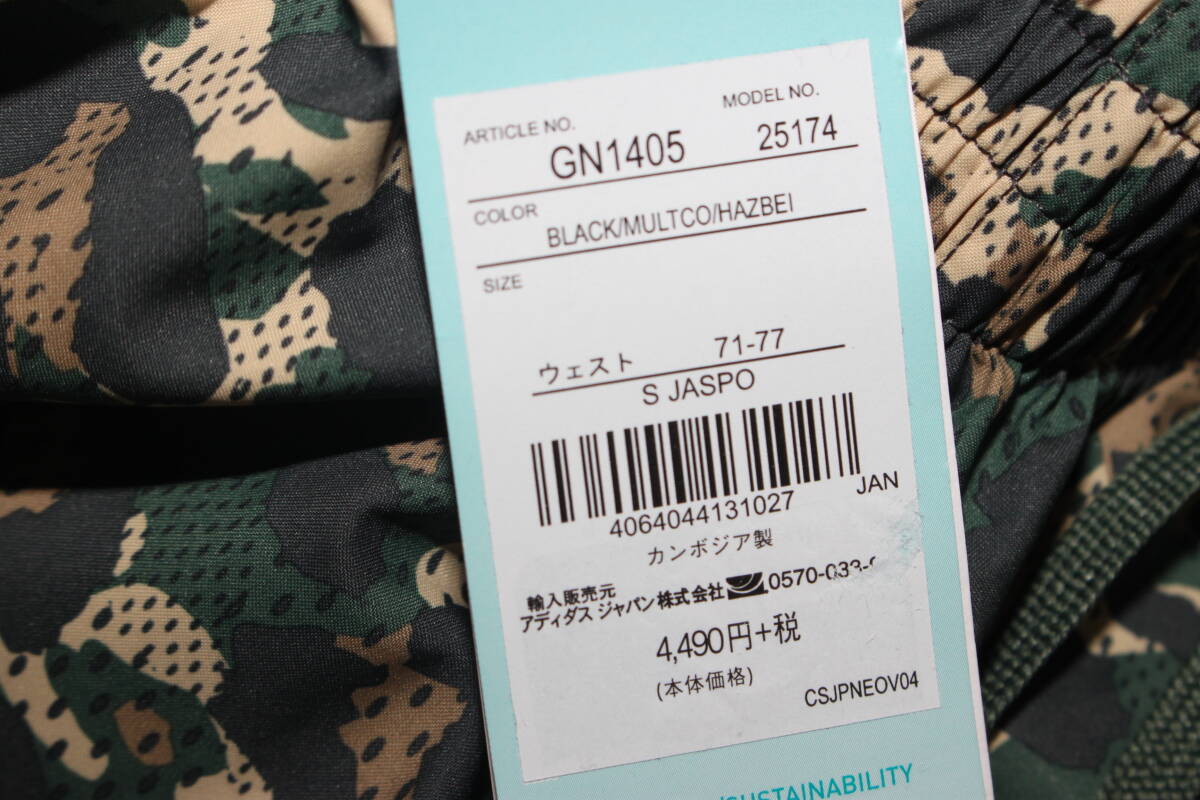 ARTICLE NO.
MODEL NO.
GN1405
25174
COLOR
BLACK/MULTCO/HAZBEI
SIZE
ウェスト 71-77
S JASPO
4064044131027
JAN
カンボジア製
輸入販売元
アディダス ジャパン株式会社 0570-033-
4,490円+税
(本体価格)
CSJPNEOV04
/SUSTAINABILITY